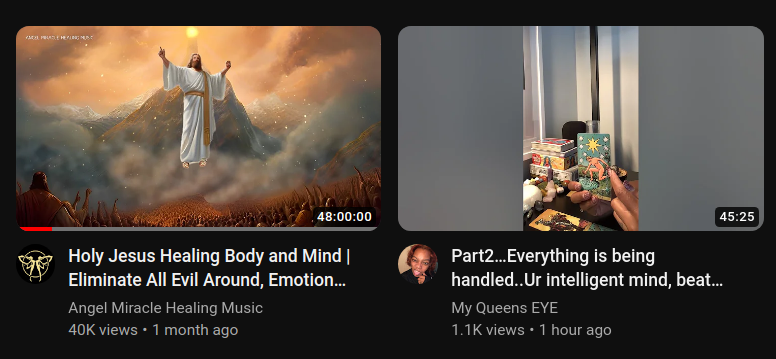 ANGEL MIRACLE HEALING MUSIC
48:00:00
45:25
Holy Jesus Healing Body and Mind |
Eliminate All Evil Around, Emotion...
Angel Miracle Healing Music
40K views • 1 month ago
Part2...Everything is being
handled..Ur intelligent mind, beat...
My Queens EYE
1.1K views • 1 hour ago